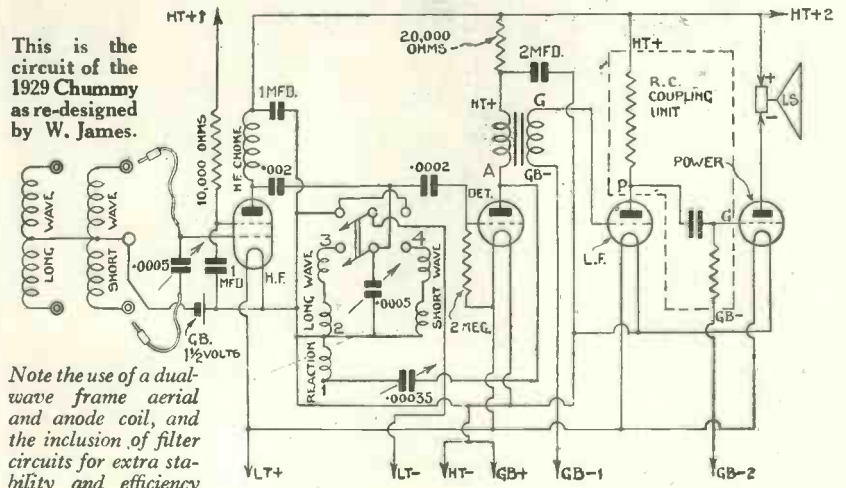 This is the
circuit of the
1929 Chummy
as re-designed
by W. James.
HT+1
HT+2
20,000
OHMS
2MFD.
HT+
R.C.
COUPLING
UNIT
+
LS
-
1MFD.
10,000 OHMS
H.F. CHOKE
.002
.0002
HT+
G
A
GB-
DET.
P
POWER
G
L.F.
GB-
LONG WAVE
SHORT WAVE
.0005
1
MFD
H.F.
GB.
1½ VOLTS
3
4
LONG WAVE
.0005
SHORT WAVE
2 MEG.
2
REACTION
1
.00035
Note the use of a dual-
wave frame aerial
and anode coil, and
the inclusion of filter
circuits for extra sta-
bility and efficiency
LT+
LT-
HT-
GB+
GB-1
GB-2